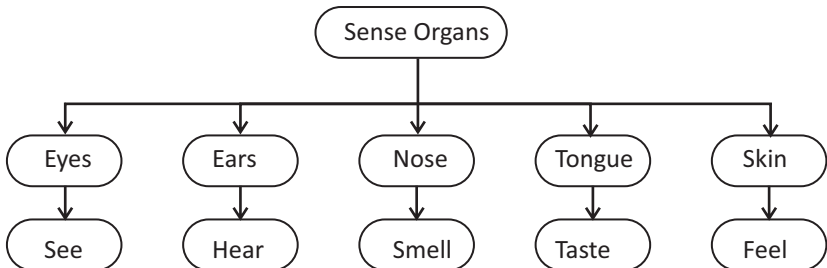 Sense Organs
Eyes Ears Nose Tongue Skin
See Hear Smell Taste Feel